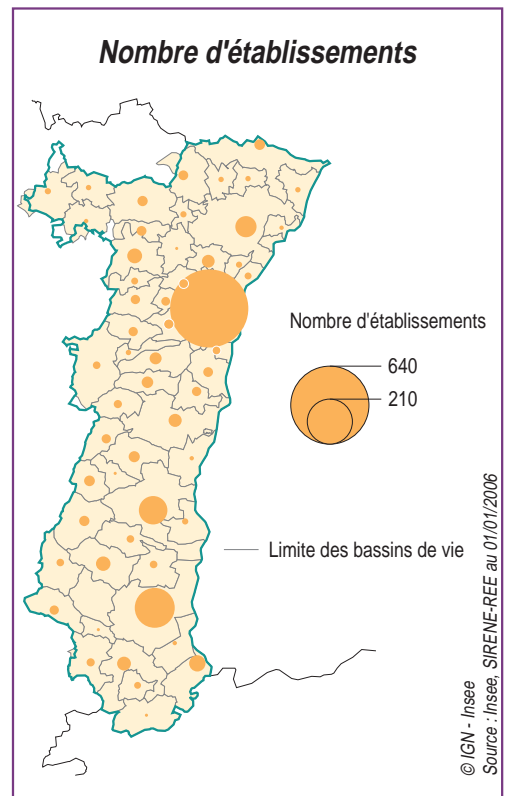 Nombre d'établissements
Nombre d'établissements
640
210
Limite des bassins de vie
© IGN - Insee
Source : Insee, SIRENE-REE au 01/01/2006